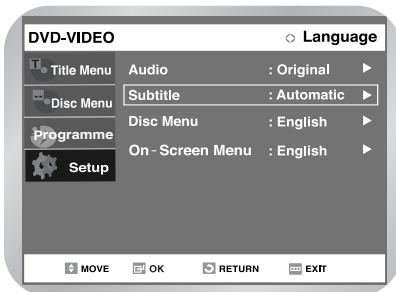 DVD-VIDEO
Language
Title Menu
Disc Menu
Programme
Setup
Audio : Original
Subtitle : Automatic
Disc Menu : English
On-Screen Menu : English
MOVE OK RETURN EXIT